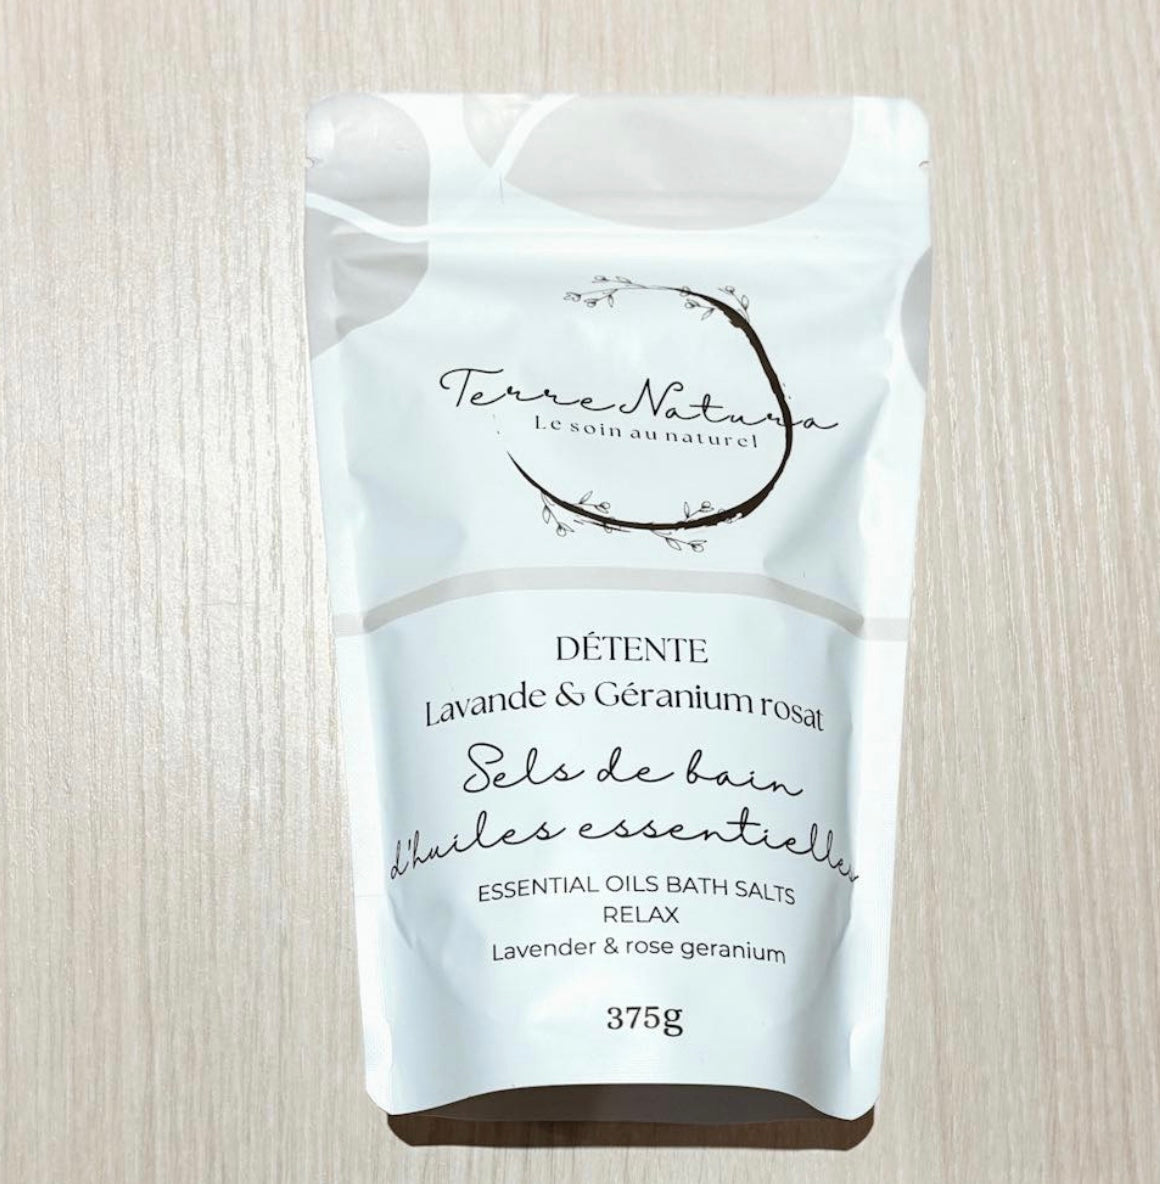 Terre Natura
Le soin au naturel
DÉTENTE
Lavande & Géranium rosat
Sels de bain
d'huiles essentielles
ESSENTIAL OILS BATH SALTS
RELAX
Lavender & rose geranium
375g